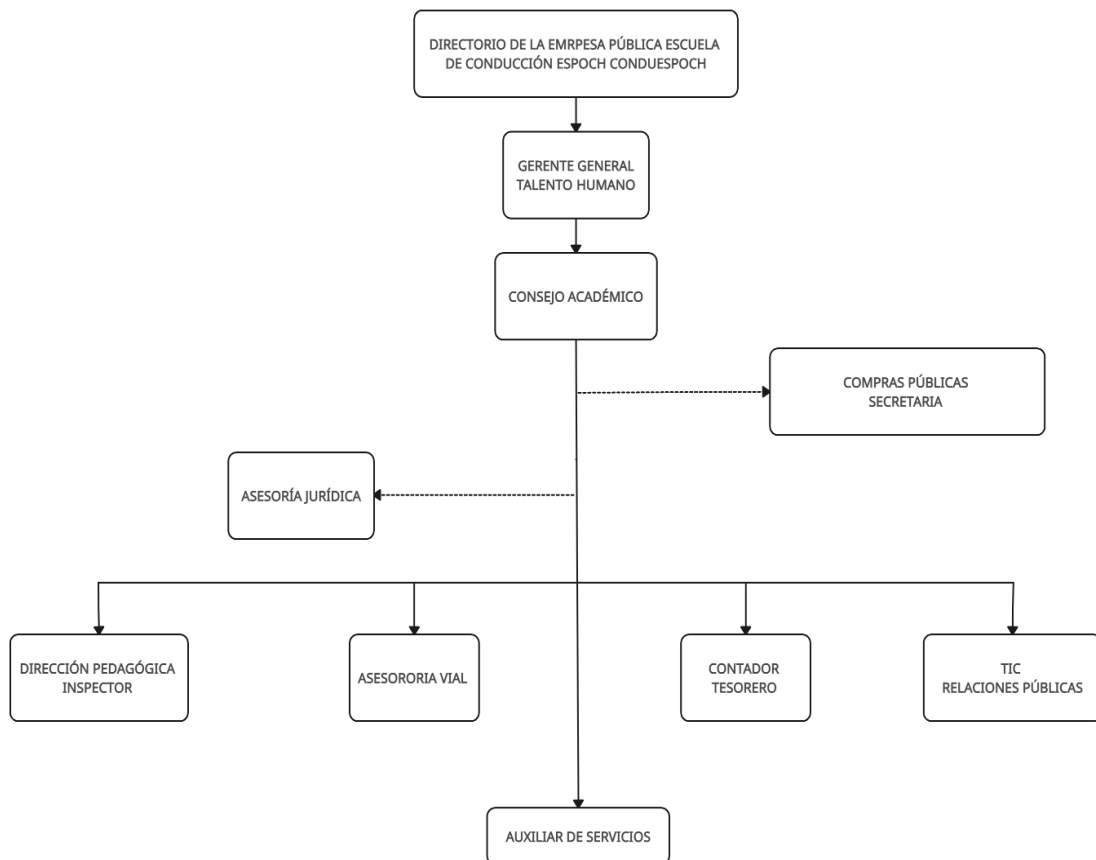 DIRECTORIO DE LA EMRPESA PÚBLICA ESCUELA
DE CONDUCCIÓN ESPOCH CONDUESPOCH
GERENTE GENERAL
TALENTO HUMANO
CONSEJO ACADÉMICO
COMPRAS PÚBLICAS
SECRETARIA
ASESORÍA JURÍDICA
DIRECCIÓN PEDAGÓGICA
INSPECTOR
ASESORORIA VIAL
CONTADOR
TESORERO
TIC
RELACIONES PÚBLICAS
AUXILIAR DE SERVICIOS